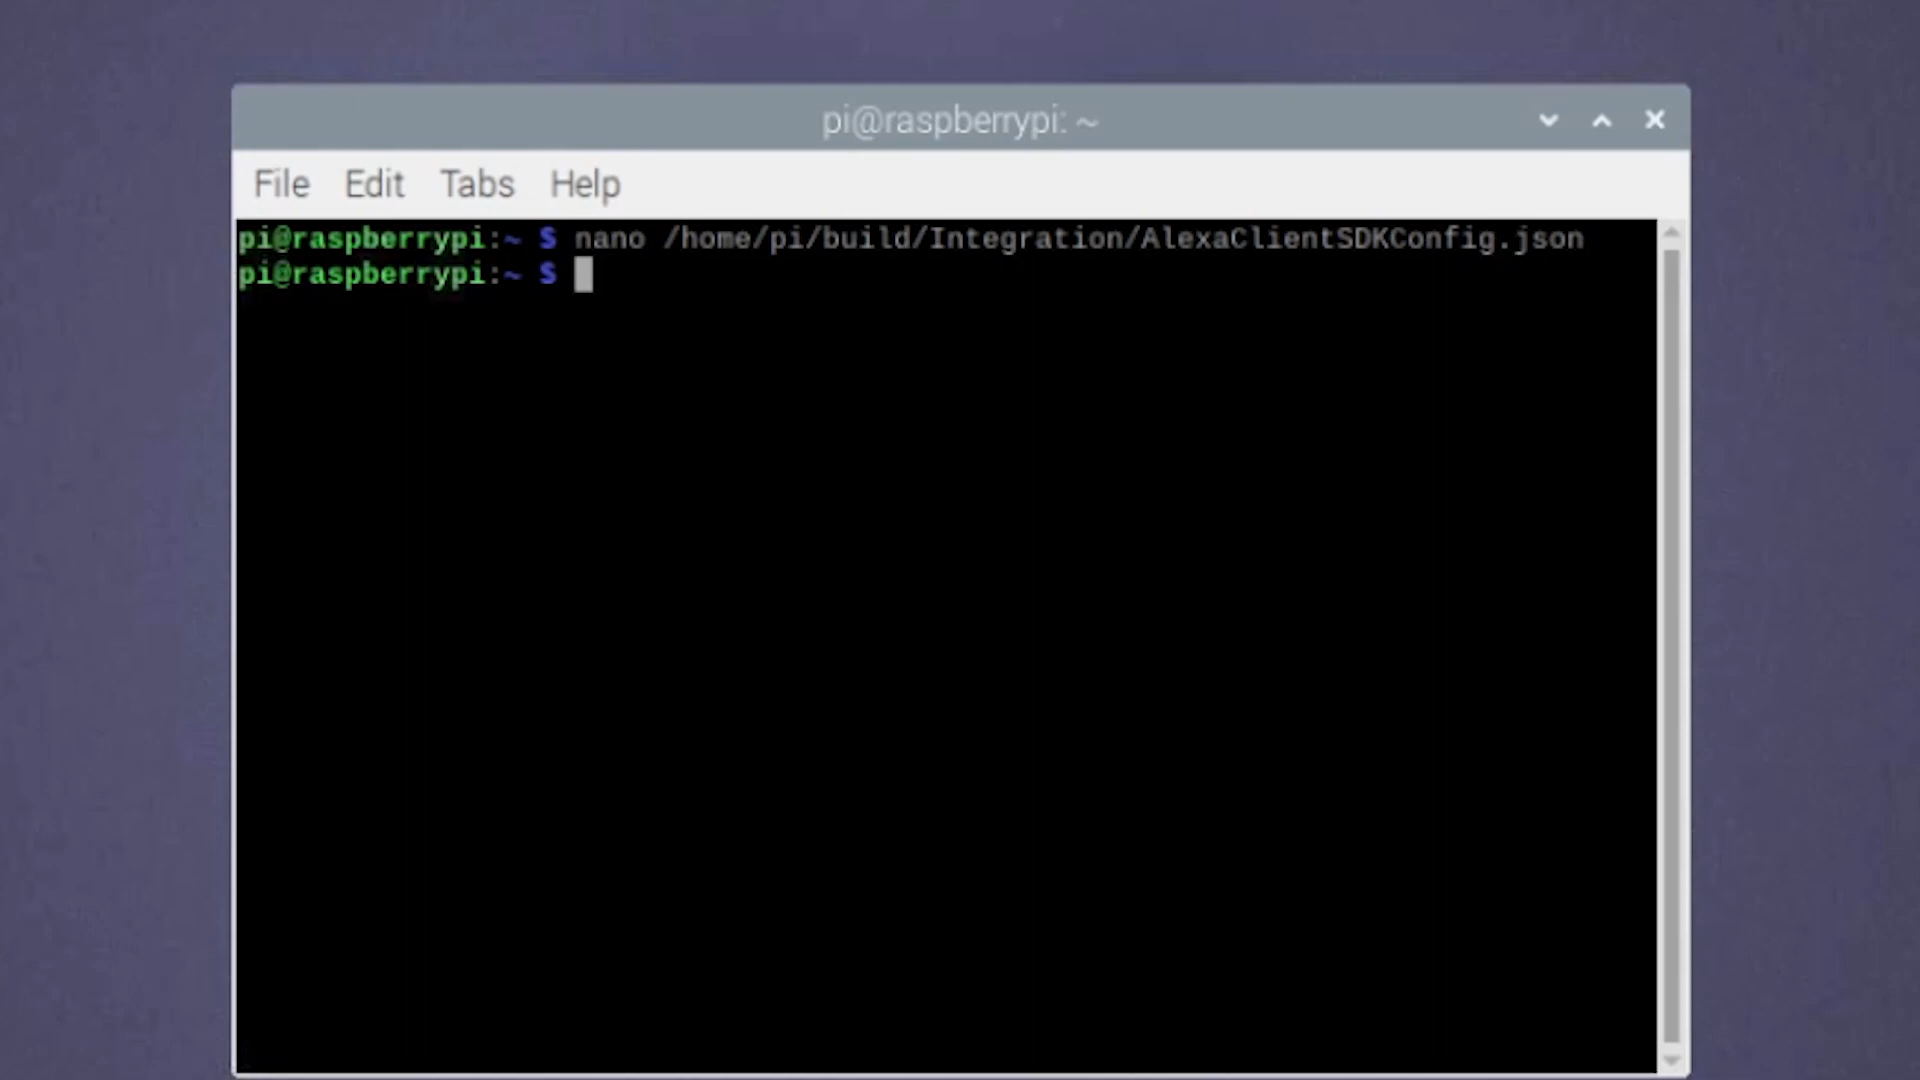 pi@raspberrypi: ~
File Edit Tabs Help
pi@raspberrypi:~ $ nano /home/pi/build/Integration/AlexaClientSDKConfig.json
pi@raspberrypi:~ $